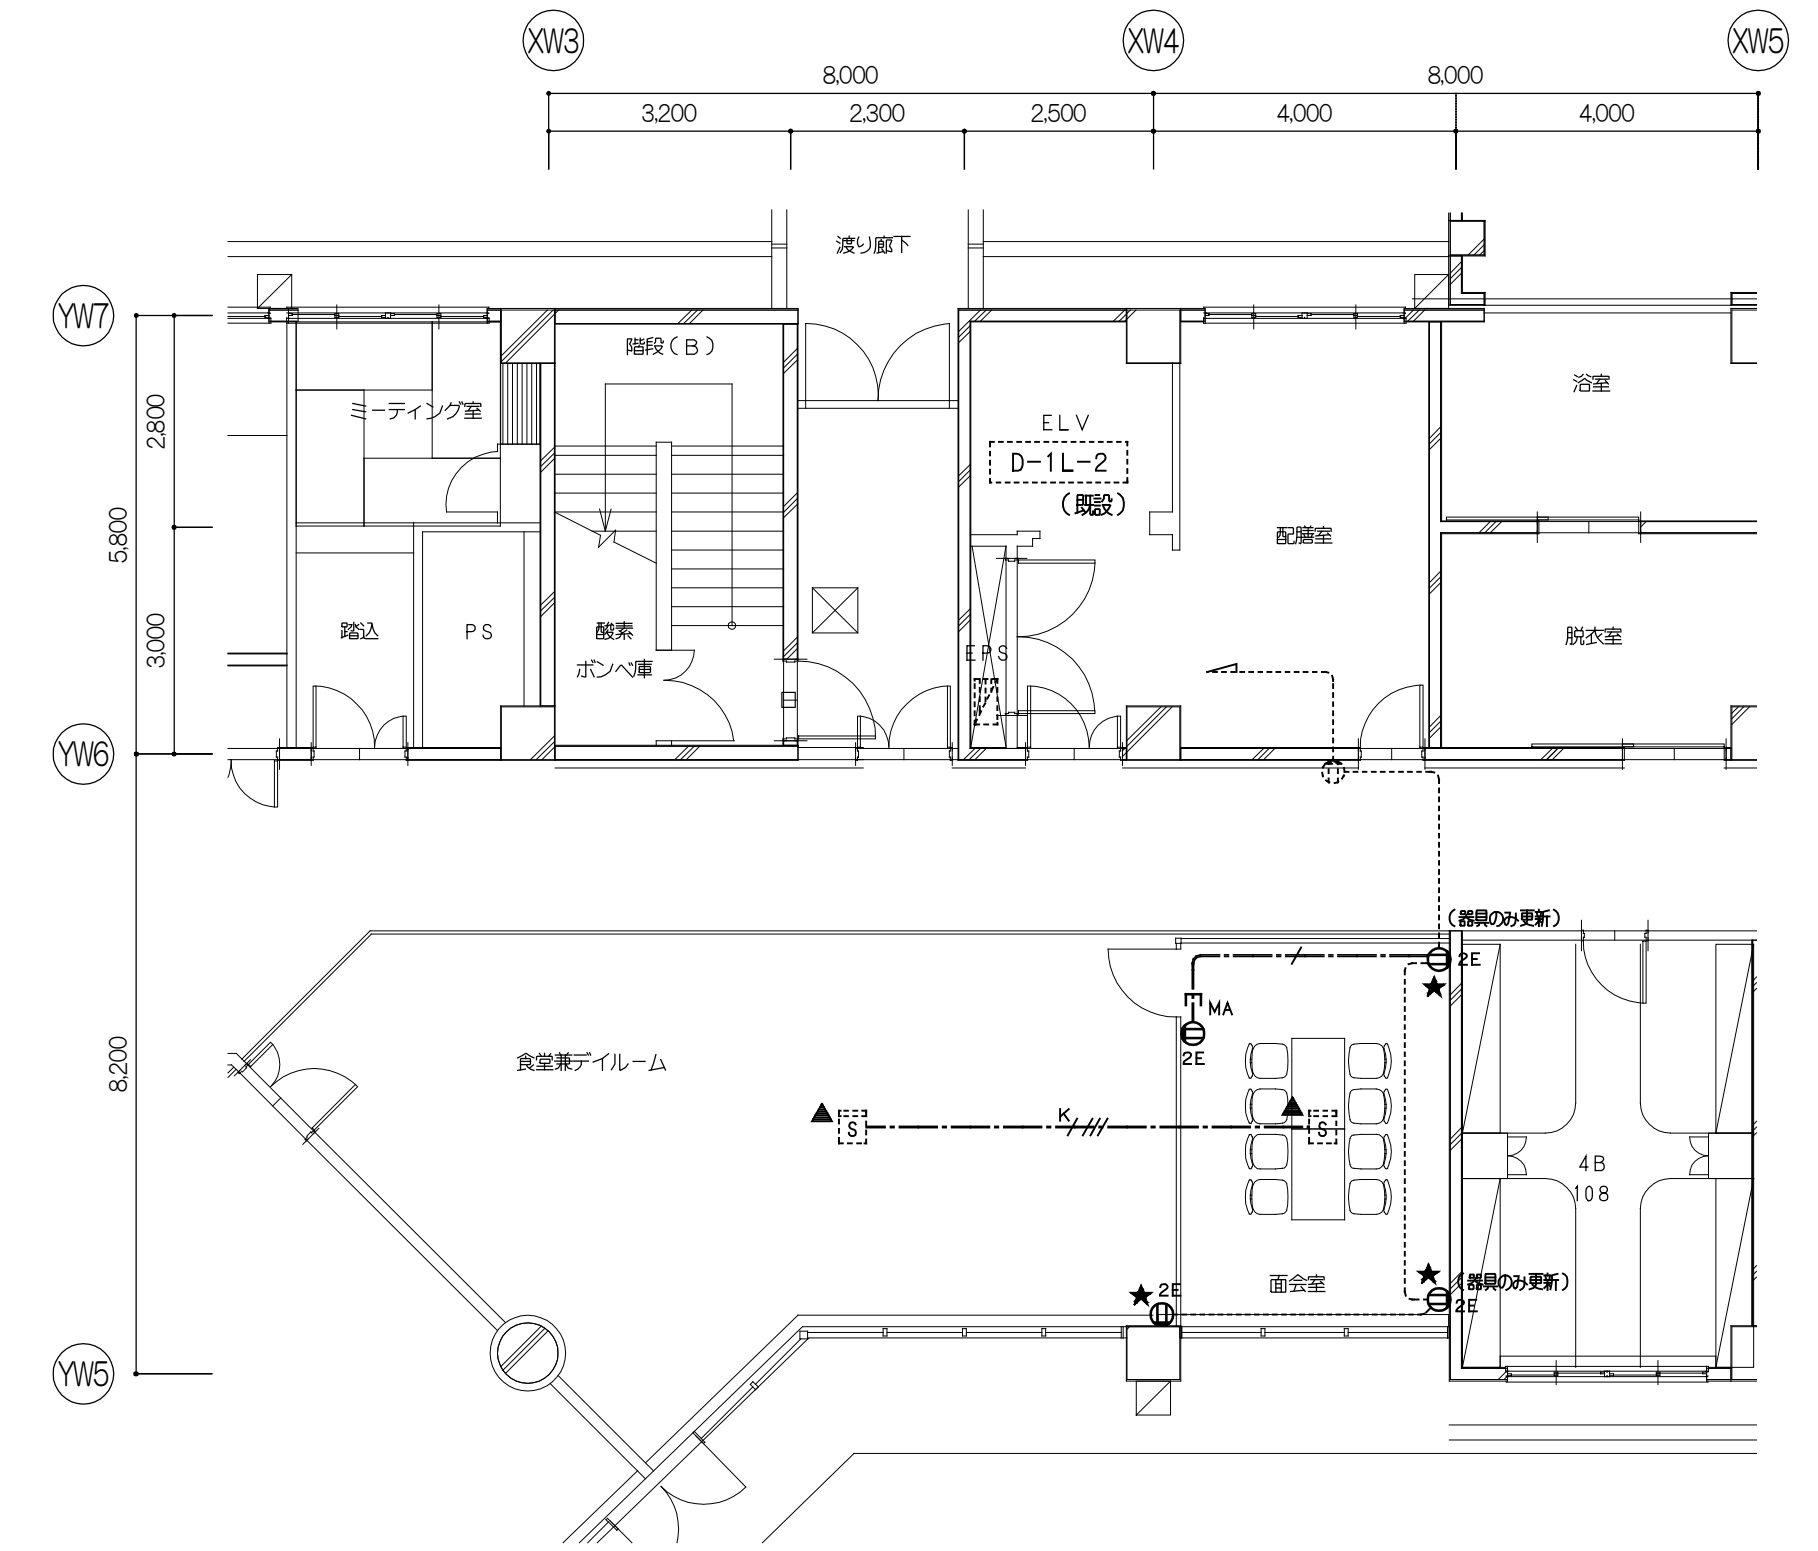 XW3 XW4 XW5
8,000 8,000
3,200 2,300 2,500 4,000 4,000
渡り廊下
YW7
階段(B)
浴室
ミーティング室
2,800
ELV
D-1L-2
(既設)
5,800
配膳室
3,000
踏込
PS
酸素
ボンベ庫
EPS
脱衣室
YW6
(器具のみ更新)
2E
MA
2E
8,200
食堂兼デイルーム
K
S
S
4B
108
面会室
(器具のみ更新)
2E
2E
YW5